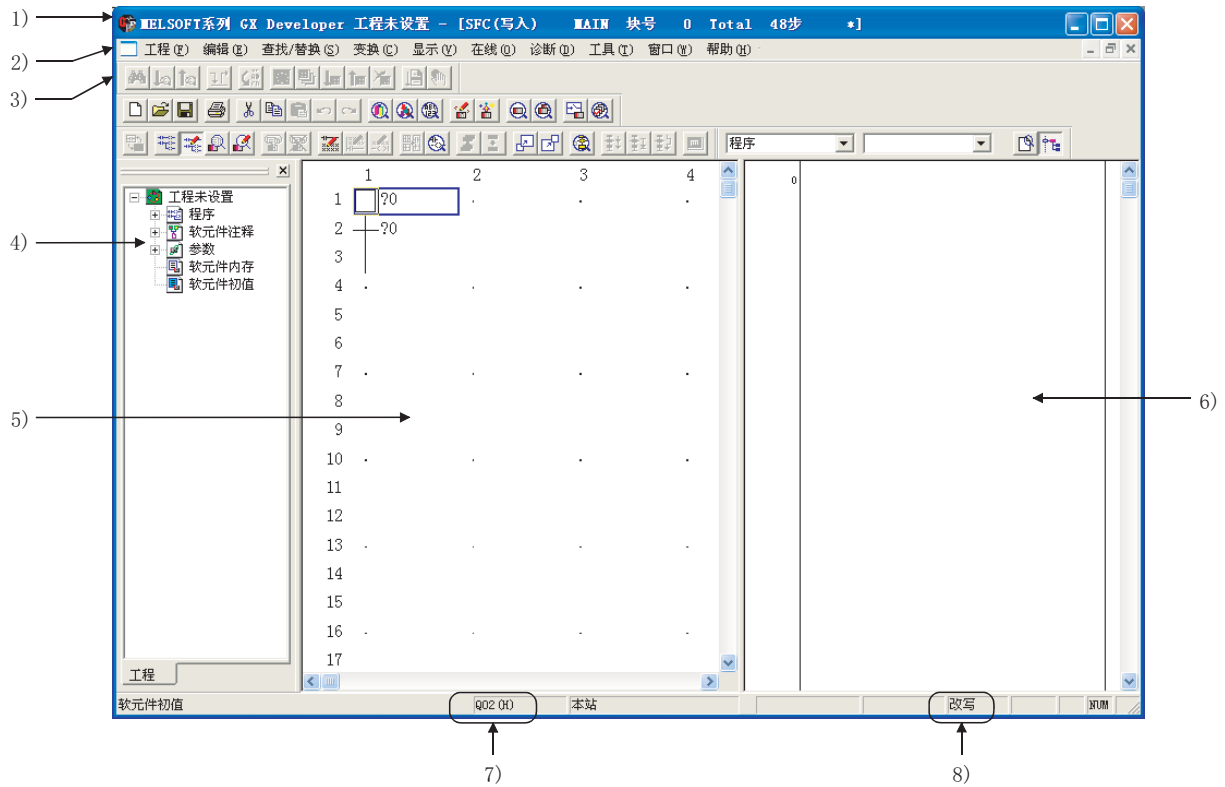 1)
MELSOFT系列 GX Developer 工程未设置 - [SFC(写入) MAIN 块号 0 Total 48步 *]
2)
工程(F) 编辑(E) 查找/替换(S) 变换(C) 显示(V) 在线(O) 诊断(D) 工具(T) 窗口(W) 帮助(H)
3)
程序
4)
工程未设置
程序
软元件注释
参数
软元件内存
软元件初值
工程
5)
1 2 3 4
1 ?0
2 ?0
3
4
5
6
7
8
9
10
11
12
13
14
15
16
17
0
6)
软元件初值 Q02(H) 本站 改写 NUM
7)
8)